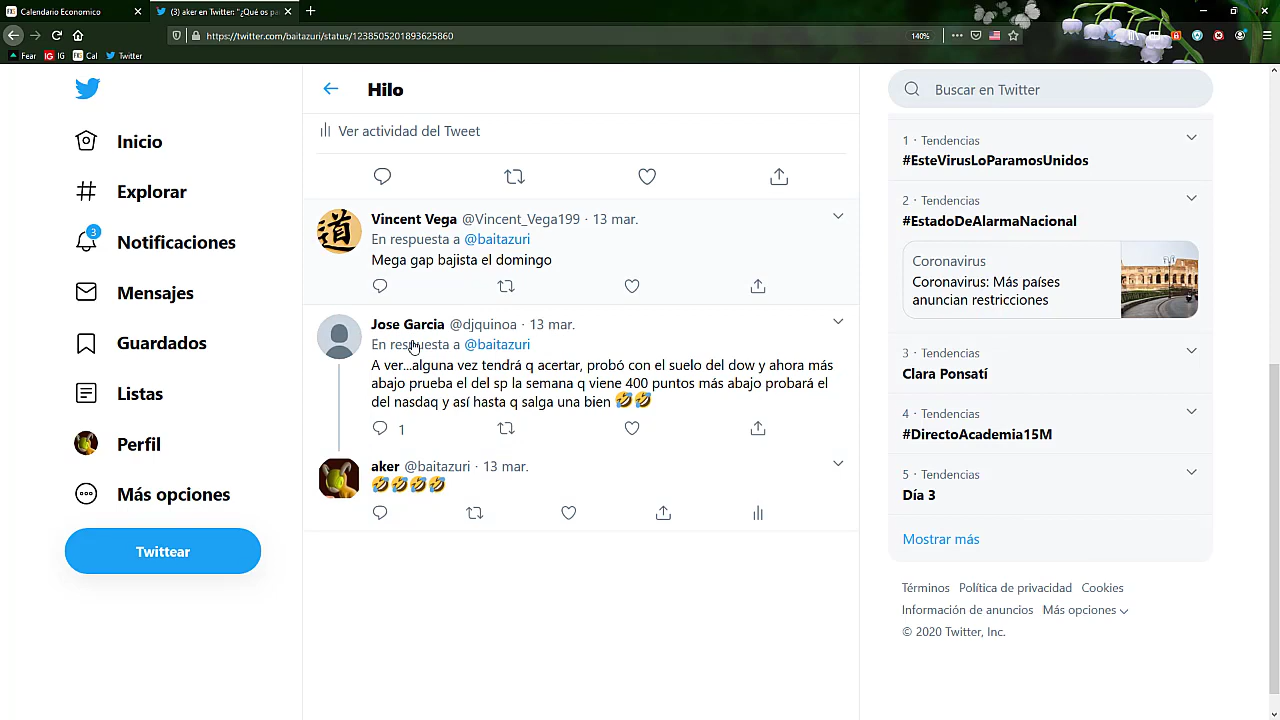 Calendario Economico
(3) aker en Twitter: "¿Qué os pa
https://twitter.com/baitazuri/status/1238505201893625860
140%
Fear
IG
IG
Cal
Twitter
Inicio
Explorar
3
Notificaciones
Mensajes
Guardados
Listas
Perfil
Más opciones
Twittear
Hilo
Ver actividad del Tweet
Vincent Vega @Vincent_Vega199 · 13 mar.
En respuesta a @baitazuri
Mega gap bajista el domingo
道
Jose Garcia @djquinoa · 13 mar.
En respuesta a @baitazuri
A ver...alguna vez tendrá q acertar, probó con el suelo del dow y ahora más
abajo prueba el del sp la semana q viene 400 puntos más abajo probará el
del nasdaq y así hasta q salga una bien 🤣🤣
1
aker @baitazuri · 13 mar.
🤣🤣🤣🤣
Buscar en Twitter
1 · Tendencias
#EsteVirusLoParamosUnidos
2 · Tendencias
#EstadoDeAlarmaNacional
Coronavirus
Coronavirus: Más países
anuncian restricciones
3 · Tendencias
Clara Ponsatí
4 · Tendencias
#DirectoAcademia15M
5 · Tendencias
Día 3
Mostrar más
Términos Política de privacidad Cookies
Información de anuncios Más opciones
© 2020 Twitter, Inc.